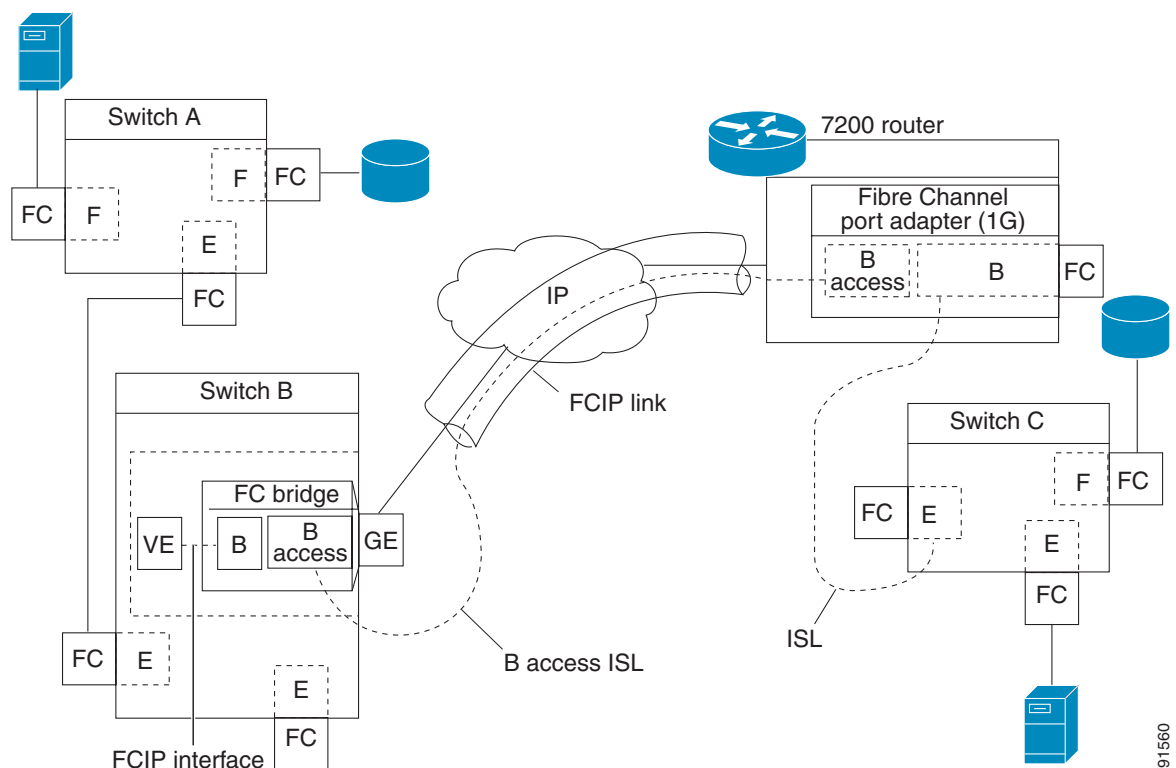 Switch A
F
FC
FC
F
E
FC
7200 router
Fibre Channel
port adapter (1G)
B
access
B
FC
IP
FCIP link
Switch B
FC bridge
VE
B
B
access
GE
FC
E
E
FC
FCIP interface
B access ISL
Switch C
F
FC
FC
E
E
FC
ISL
91560